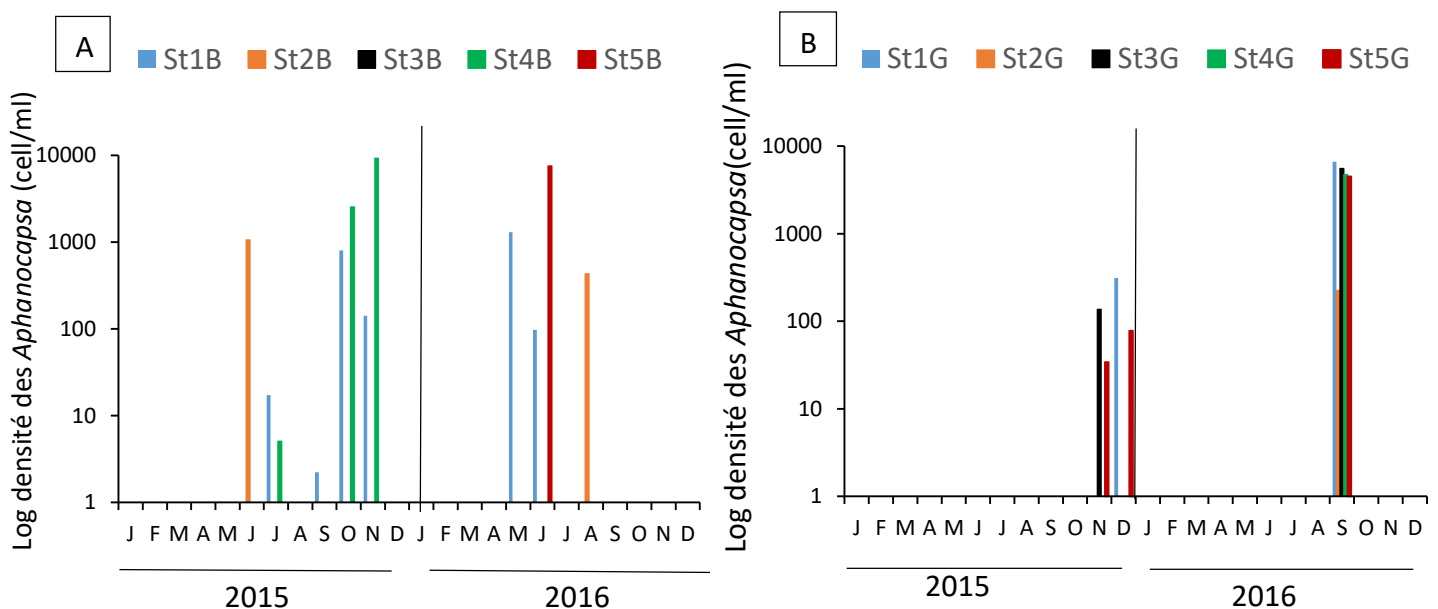 A
St1B St2B St3B St4B St5B
Log densité des Aphanocapsa (cell/ml)
10000
1000
100
10
1
J F M A M J J A S O N D J F M A M J J A S O N D
2015 2016
B
St1G St2G St3G St4G St5G
Log densité des Aphanocapsa(cell/ml)
10000
1000
100
10
1
J F M A M J J A S O N D J F M A M J J A S O N D
2015 2016